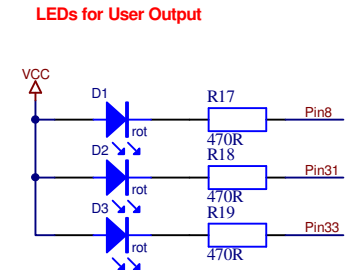 LEDs for User Output
VCC
D1
rot
R17
470R
Pin8
D2
rot
R18
470R
Pin31
D3
rot
R19
470R
Pin33